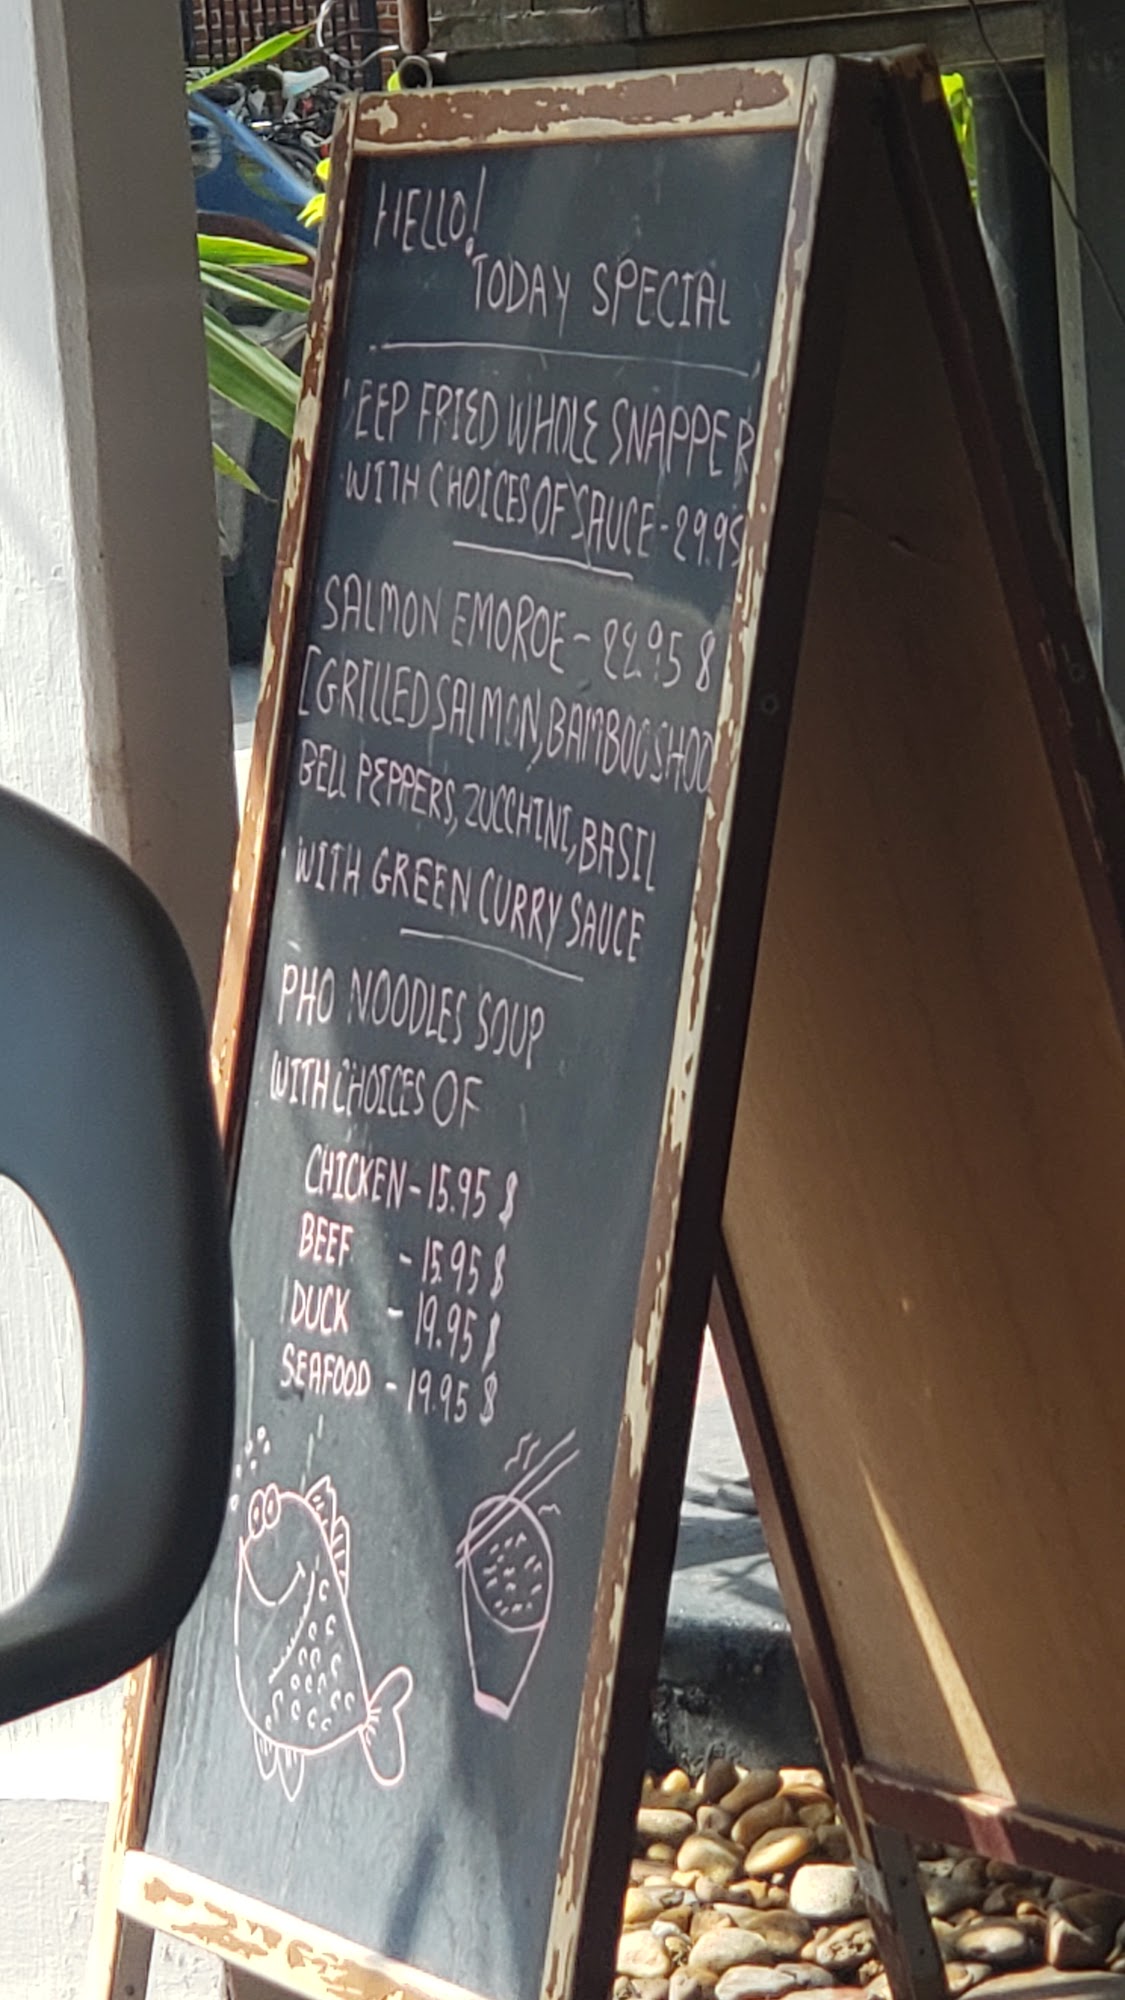 HELLO!
TODAY SPECIAL
EEP FRIED WHOLE SNAPPER
WITH CHOICES OF SAUCE - 29.95
SALMON EMOROE - 22.95 $
[GRILLED SALMON, BAMBOO SHOO
BELL PEPPERS, ZUCCHINI, BASIL
WITH GREEN CURRY SAUCE
PHO NOODLES SOUP
WITH CHOICES OF
CHICKEN - 15.95 $
BEEF - 15.95 $
DUCK - 19.95 $
SEAFOOD - 19.95 $